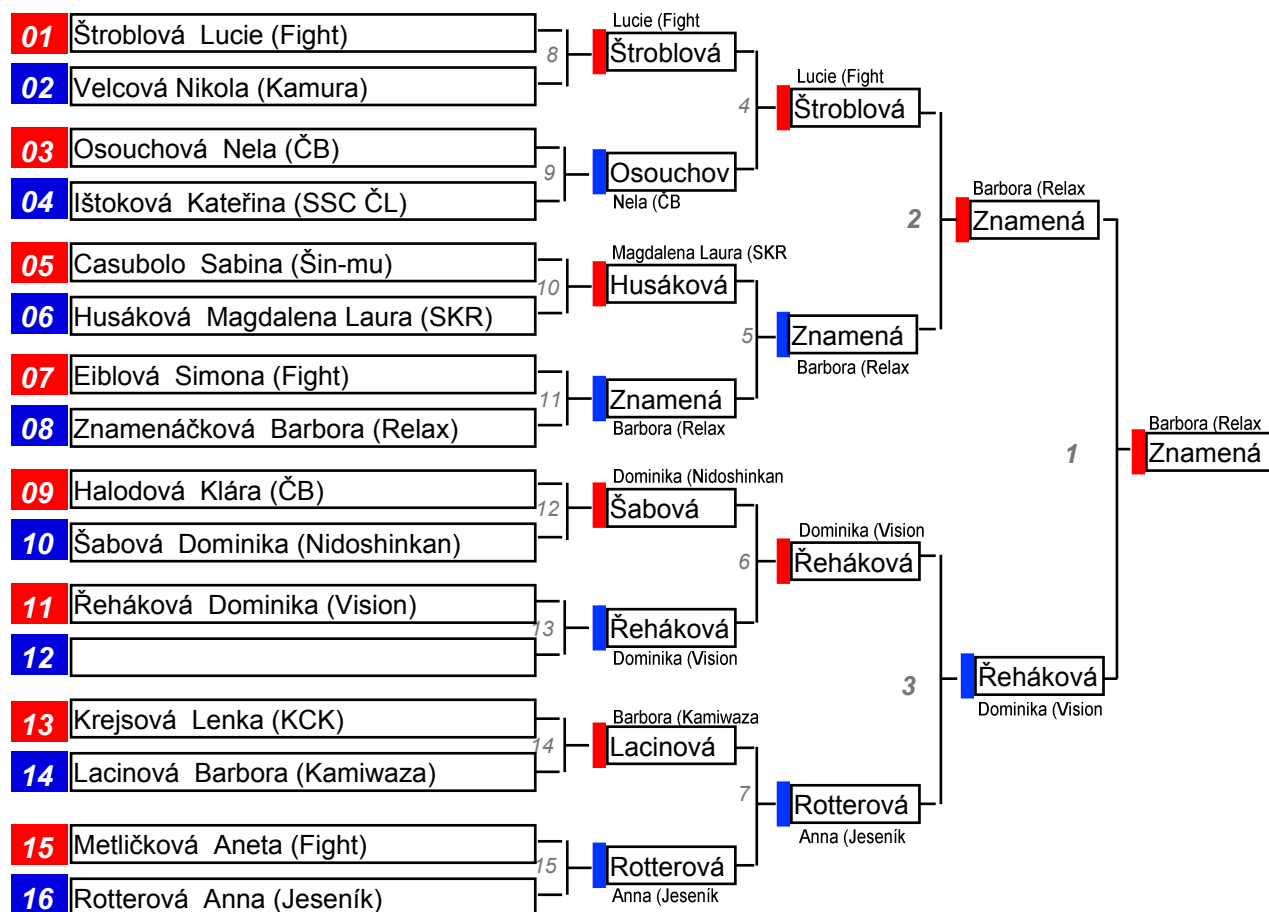 01 Štroblová Lucie (Fight)
02 Velcová Nikola (Kamura)
03 Osouchová Nela (ČB)
04 Ištoková Kateřina (SSC ČL)
05 Casubolo Sabina (Šin-mu)
06 Husáková Magdalena Laura (SKR)
07 Eiblová Simona (Fight)
08 Znamenáčková Barbora (Relax)
09 Halodová Klára (ČB)
10 Šabová Dominika (Nidoshinkan)
11 Řeháková Dominika (Vision)
12
13 Krejsová Lenka (KCK)
14 Lacinová Barbora (Kamiwaza)
15 Metličková Aneta (Fight)
16 Rotterová Anna (Jeseník)
8
9
10
11
12
13
14
15
Lucie (Fight
Štroblová
Osouchov
Nela (ČB
Magdalena Laura (SKR
Husáková
Znamená
Barbora (Relax
Dominika (Nidoshinkan
Šabová
Řeháková
Dominika (Vision
Barbora (Kamiwaza
Lacinová
Rotterová
Anna (Jeseník
4
5
6
7
Lucie (Fight
Štroblová
Znamená
Barbora (Relax
Dominika (Vision
Řeháková
Rotterová
Anna (Jeseník
2
3
Barbora (Relax
Znamená
Řeháková
Dominika (Vision
1
Barbora (Relax
Znamená